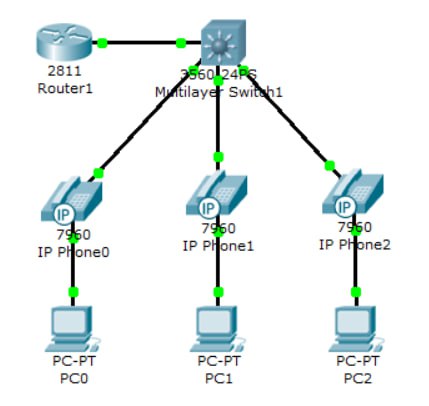 2811
Router1
3560-24PS
Multilayer Switch1
IP
7960
IP Phone0
IP
7960
IP Phone1
IP
7960
IP Phone2
PC-PT
PC0
PC-PT
PC1
PC-PT
PC2